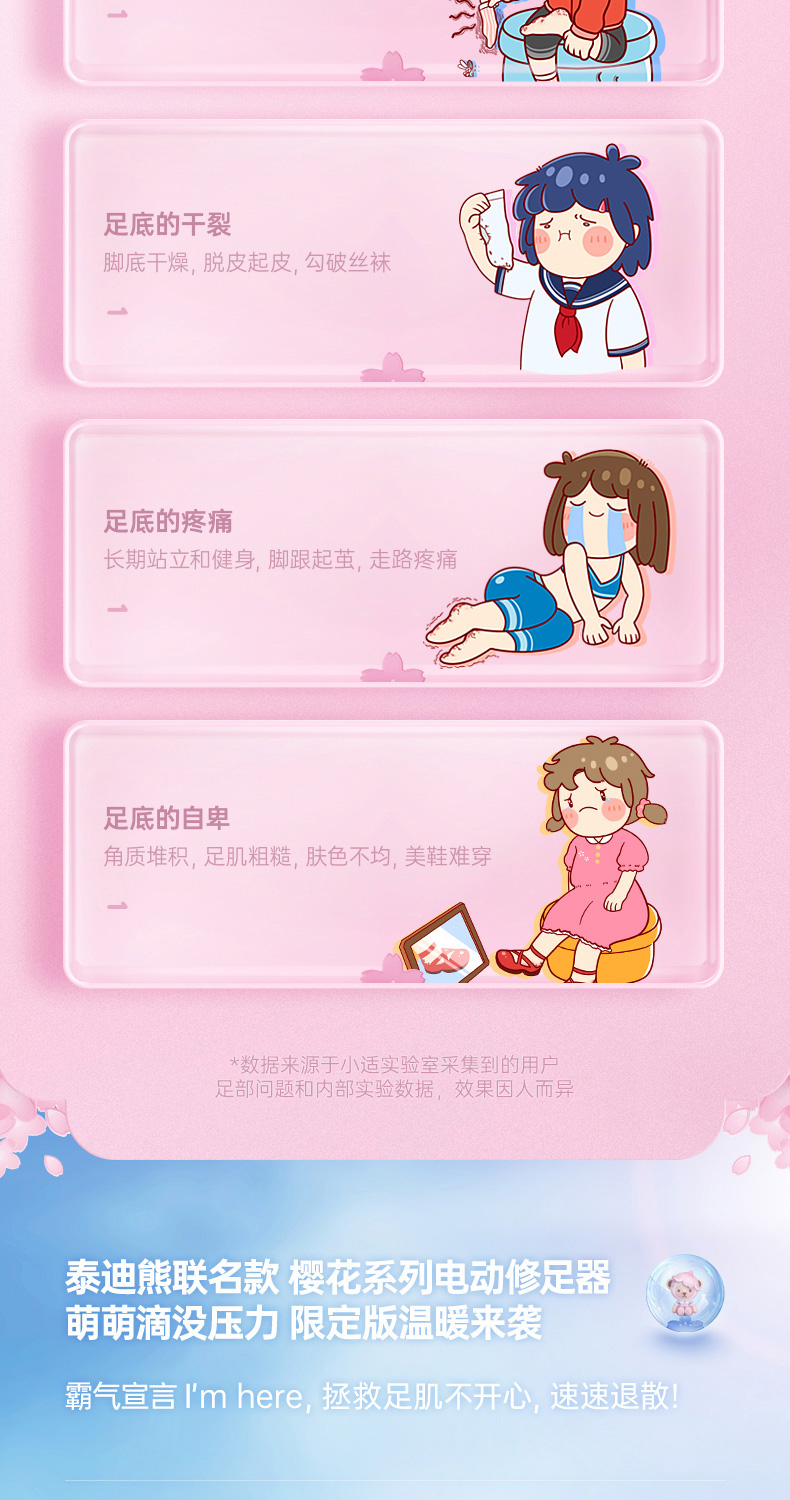 足底的干裂
脚底干燥, 脱皮起皮, 勾破丝袜
足底的疼痛
长期站立和健身, 脚跟起茧, 走路疼痛
足底的自卑
角质堆积, 足肌粗糙, 肤色不均, 美鞋难穿
*数据来源于小适实验室采集到的用户
足部问题和内部实验数据，效果因人而异
泰迪熊联名款 樱花系列电动修足器
萌萌滴没压力 限定版温暖来袭
霸气宣言 I'm here, 拯救足肌不开心, 速速退散!